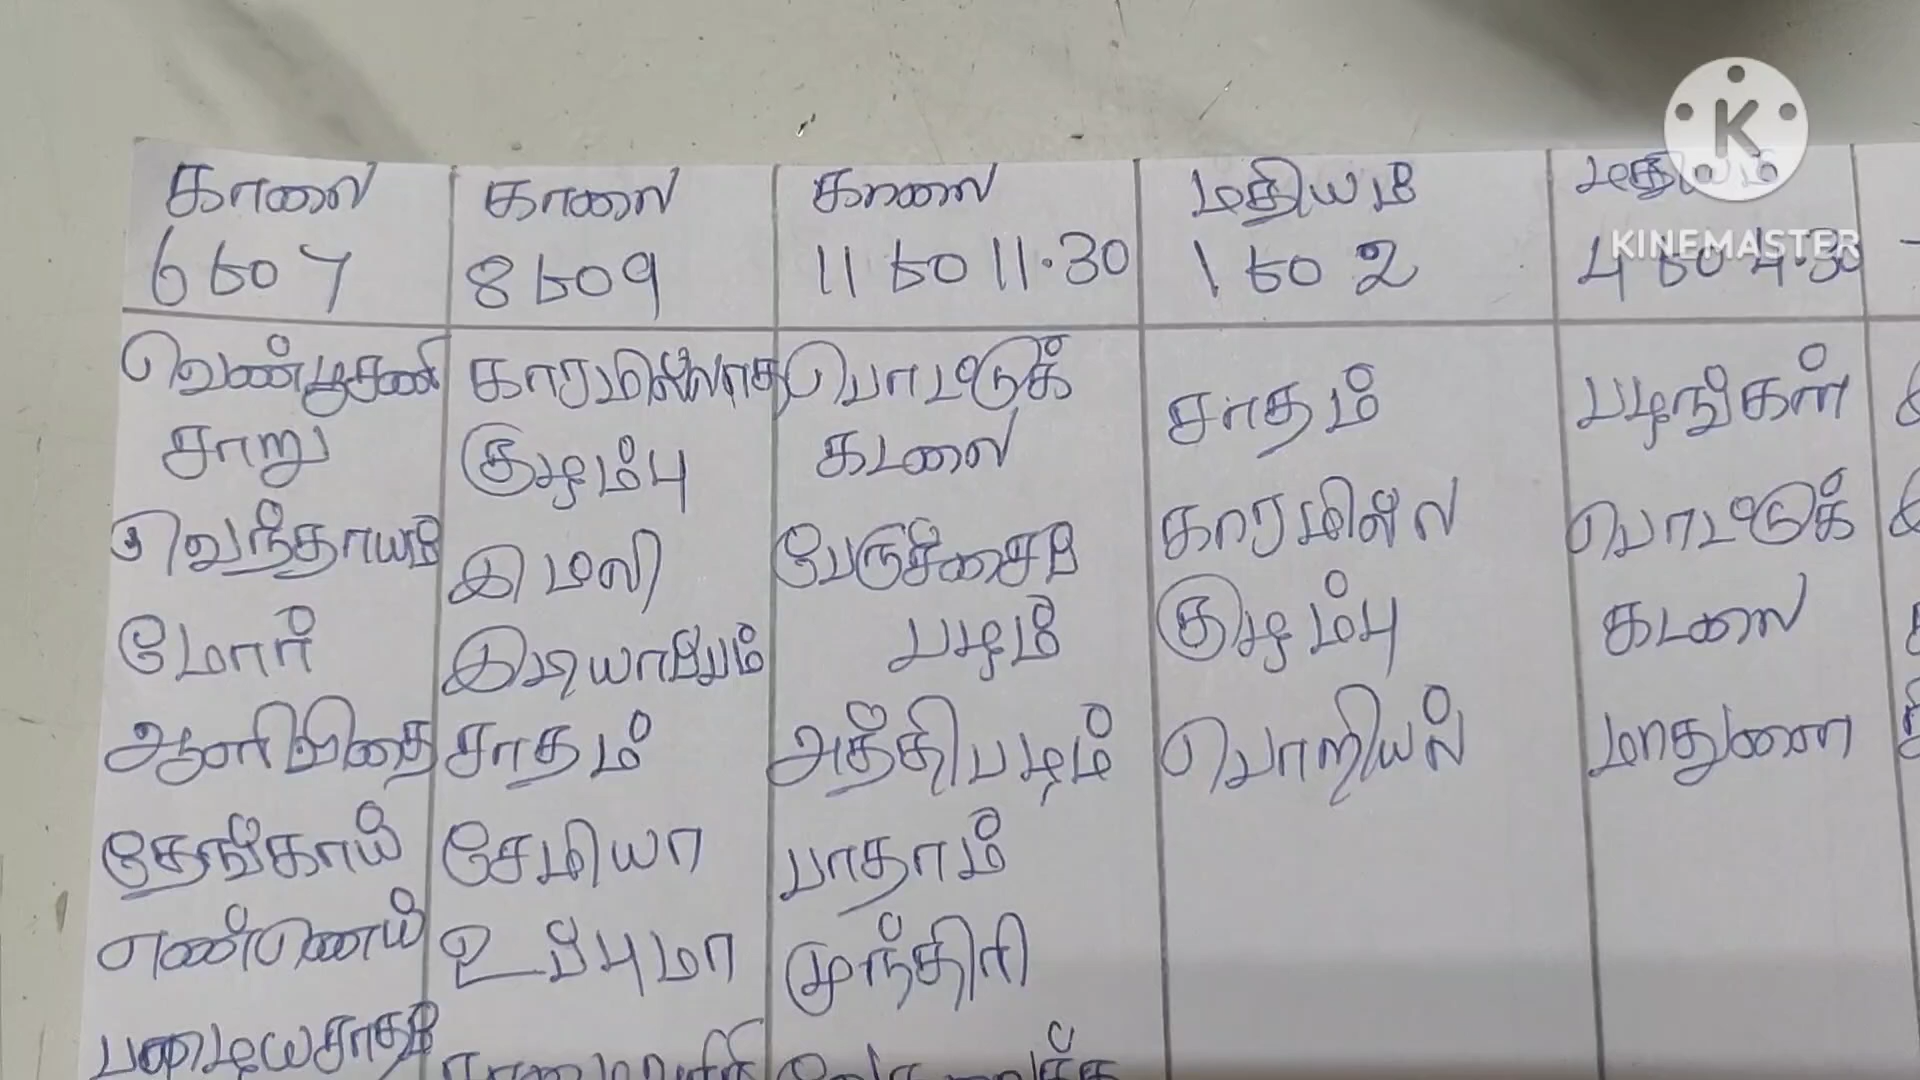 காலை
6 to 7
வெண்பூசணி
சாறு
வெந்தயம்
மோர்
ஆளிவிதை
தேங்காய்
எண்ணெய்
பழையசாதம்
காலை
8 to 9
காரமில்லாத
குழம்பு
இட்லி
இடியாப்பம்
சாதம்
சேமியா
உப்புமா
காலை
11 to 11.30
பொட்டுக்
கடலை
பேரீச்சை
பழம்
அத்திபழம்
பாதாம்
முந்திரி
மதியம்
1 to 2
சாதம்
காரமில்ல
குழம்பு
பொறியல்
மதியம்
4 to 4.30
பழங்கள்
பொட்டுக்
கடலை
மாதுளை
K
KINEMASTER